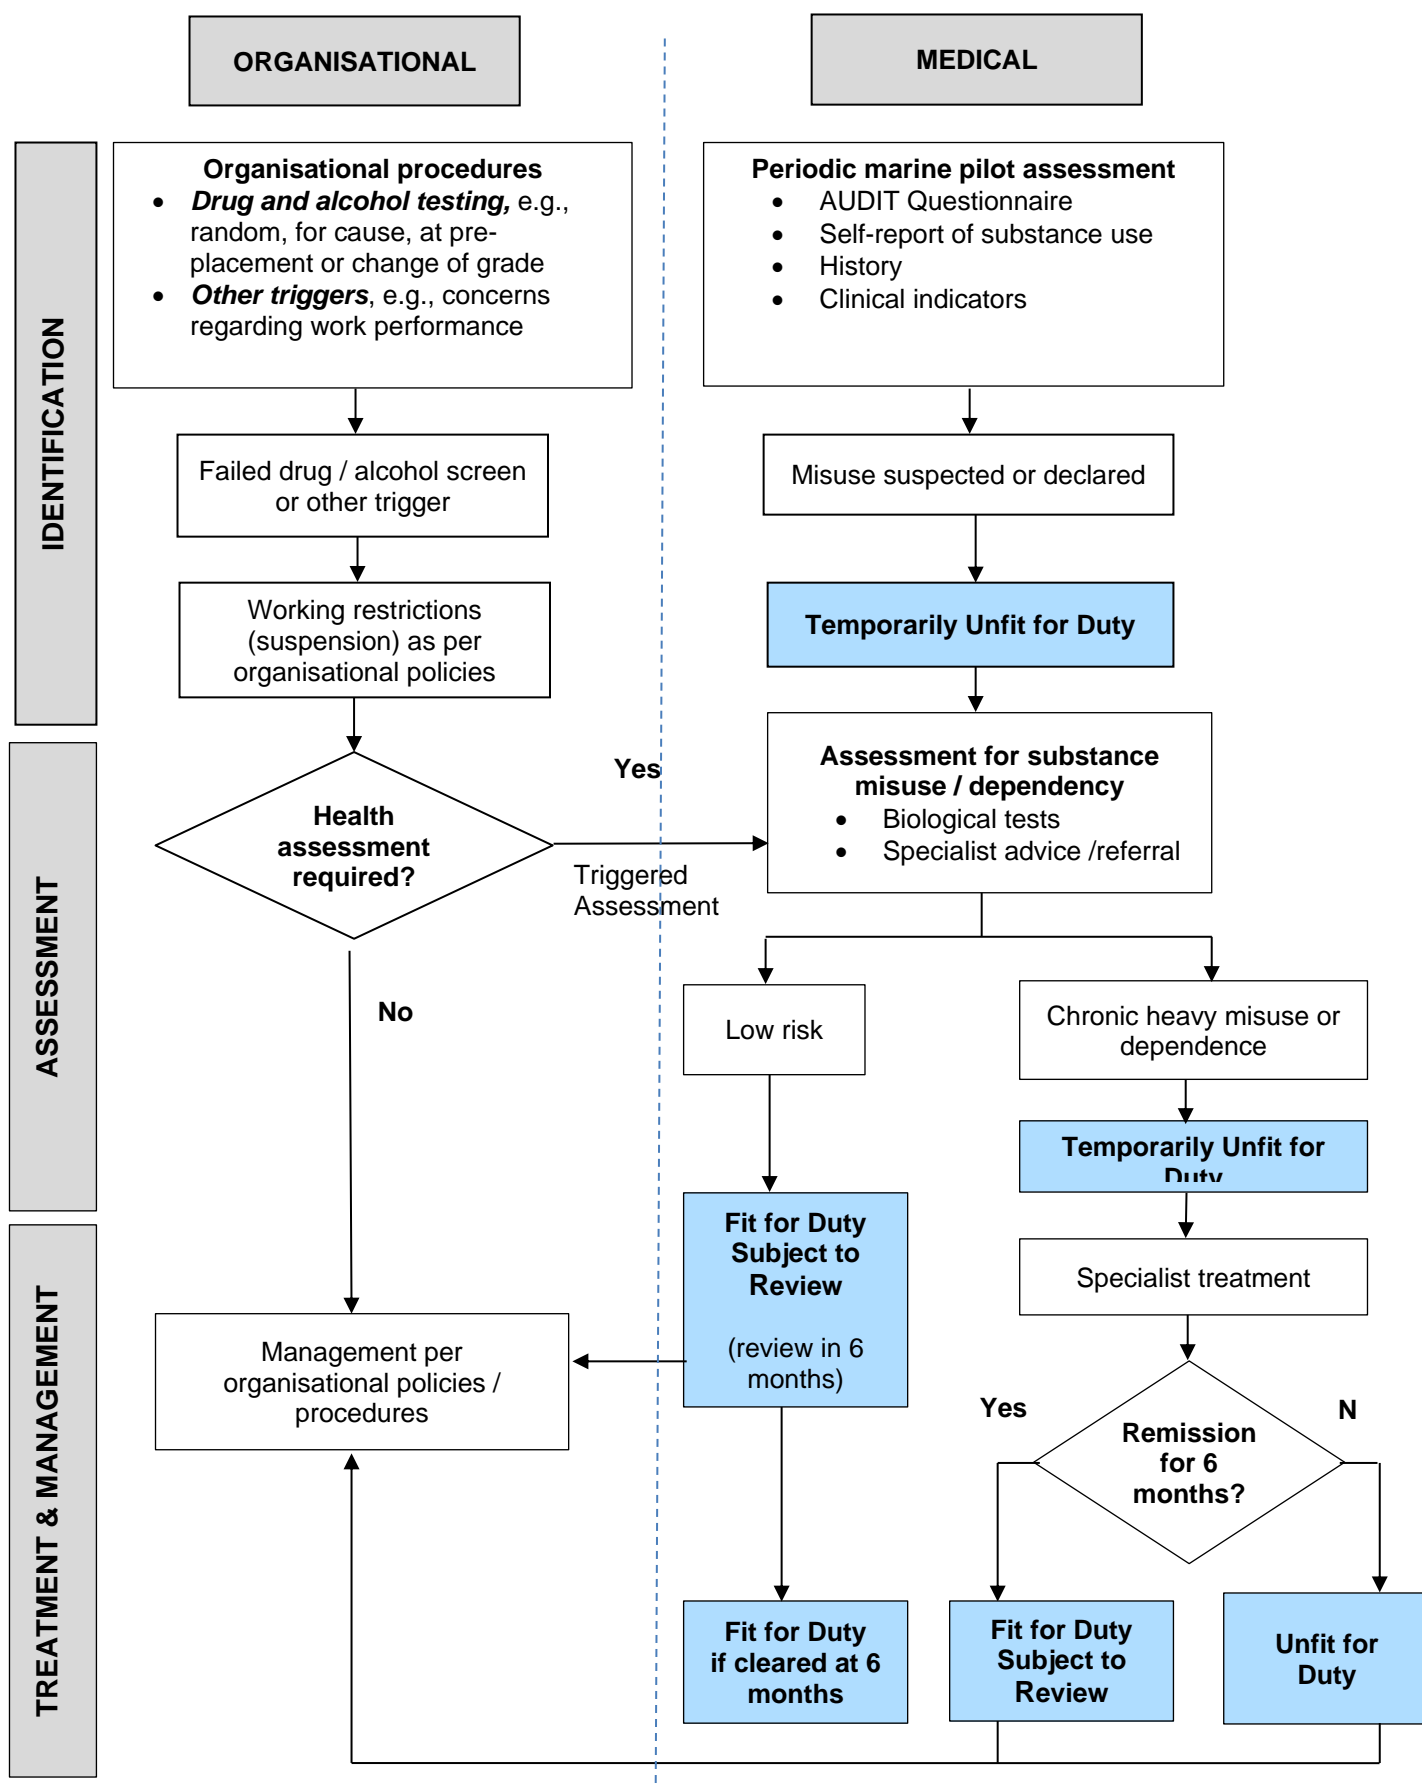 ORGANISATIONAL
MEDICAL
IDENTIFICATION
Organisational procedures
• Drug and alcohol testing, e.g.,
random, for cause, at pre-
placement or change of grade
• Other triggers, e.g., concerns
regarding work performance
Periodic marine pilot assessment
• AUDIT Questionnaire
• Self-report of substance use
• History
• Clinical indicators
Failed drug / alcohol screen
or other trigger
Misuse suspected or declared
Working restrictions
(suspension) as per
organisational policies
Temporarily Unfit for Duty
ASSESSMENT
Health
assessment
required?
Yes
Triggered
Assessment
No
Assessment for substance
misuse / dependency
• Biological tests
• Specialist advice /referral
Low risk
Chronic heavy misuse or
dependence
Temporarily Unfit for
Duty
TREATMENT & MANAGEMENT
Fit for Duty
Subject to
Review
(review in 6
months)
Specialist treatment
Management per
organisational policies /
procedures
Yes
N
Remission
for 6
months?
Fit for Duty
if cleared at 6
months
Fit for Duty
Subject to
Review
Unfit for
Duty